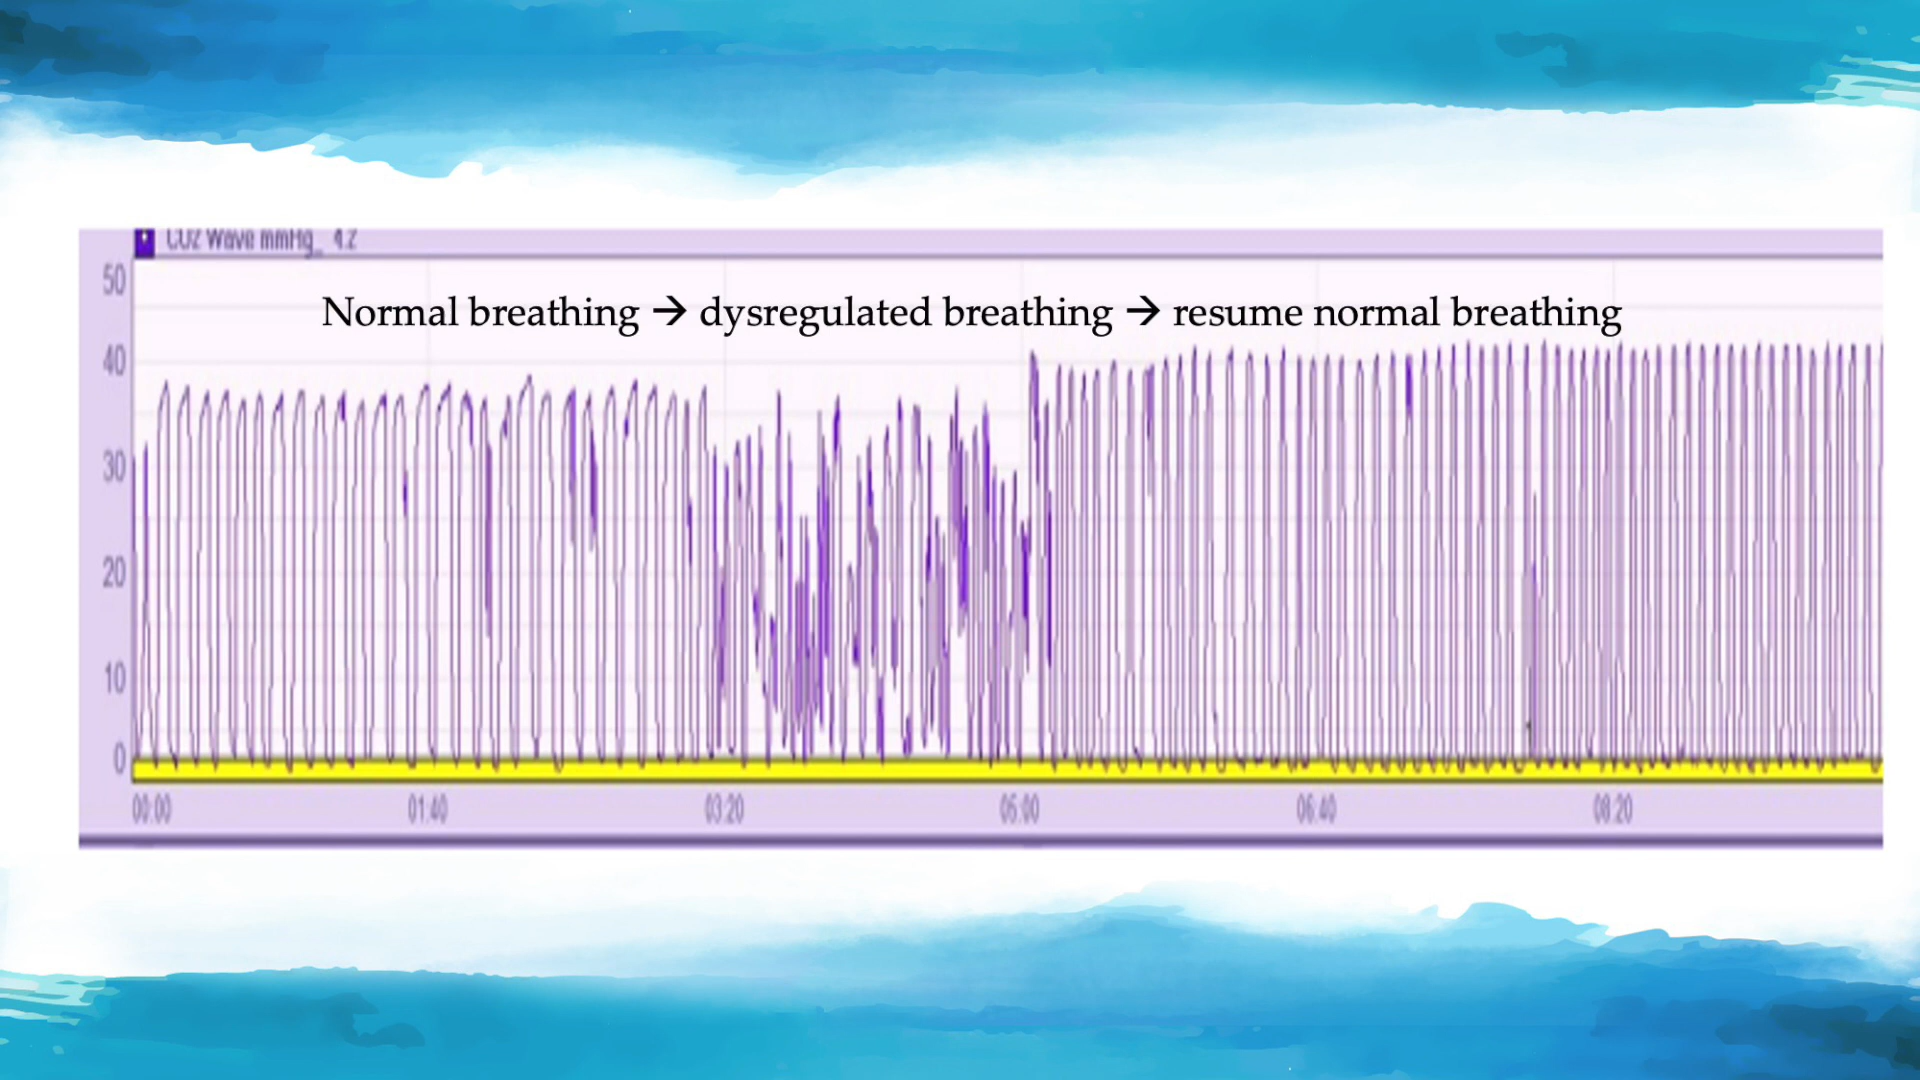 CO2 Wave mmHg_ 4.2
50
Normal breathing → dysregulated breathing → resume normal breathing
40
30
20
10
0
00:00 01:40 03:20 05:00 06:40 08:20